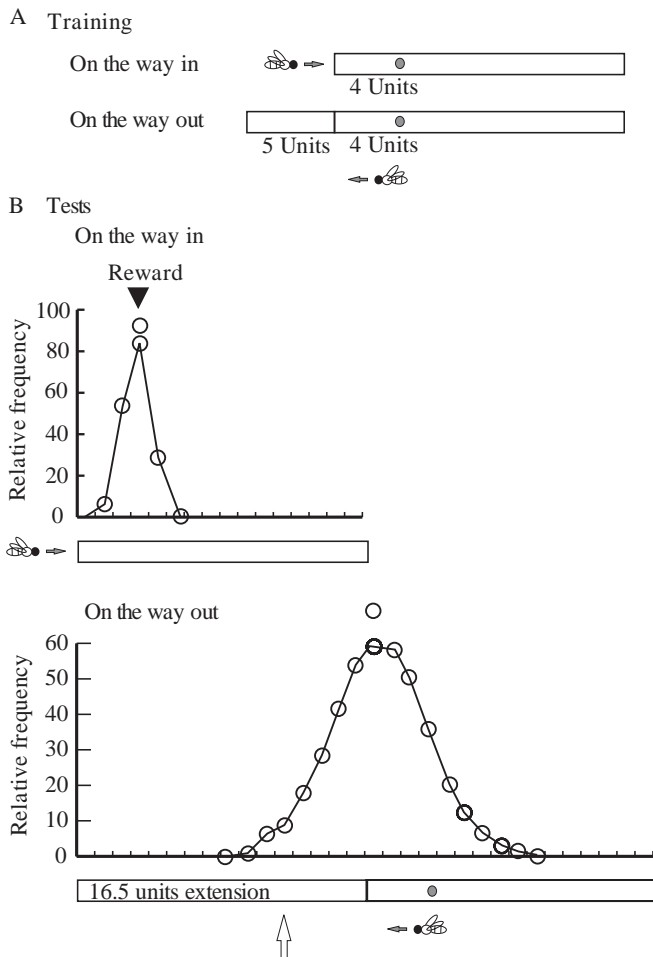 A Training
On the way in
4 Units
On the way out
5 Units 4 Units
B Tests
On the way in
Reward
Relative frequency
100
80
60
40
20
0
On the way out
Relative frequency
60
50
40
30
20
10
0
16.5 units extension